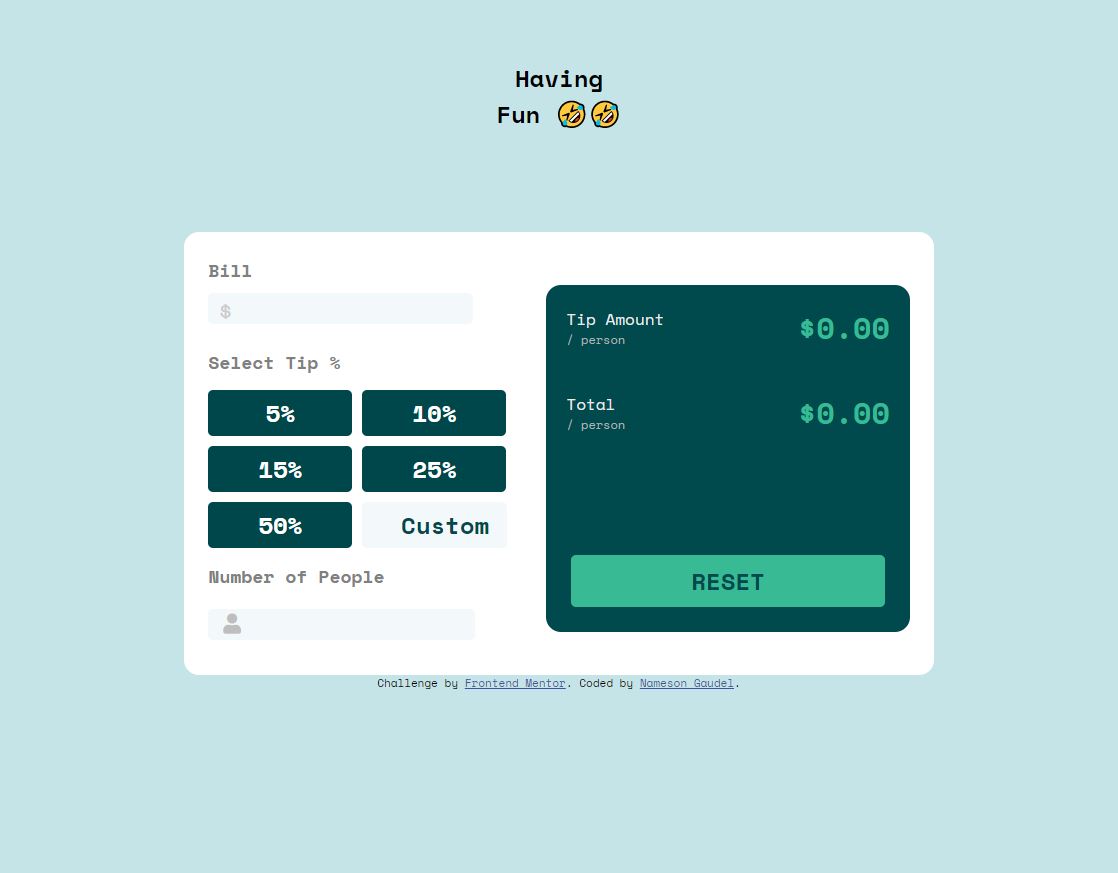 Having
Fun 🤣🤣
Bill
$
Select Tip %
5%
10%
15%
25%
50%
Custom
Number of People
Tip Amount
/ person
$0.00
Total
/ person
$0.00
RESET
Challenge by Frontend Mentor. Coded by Nameson Gaudel.